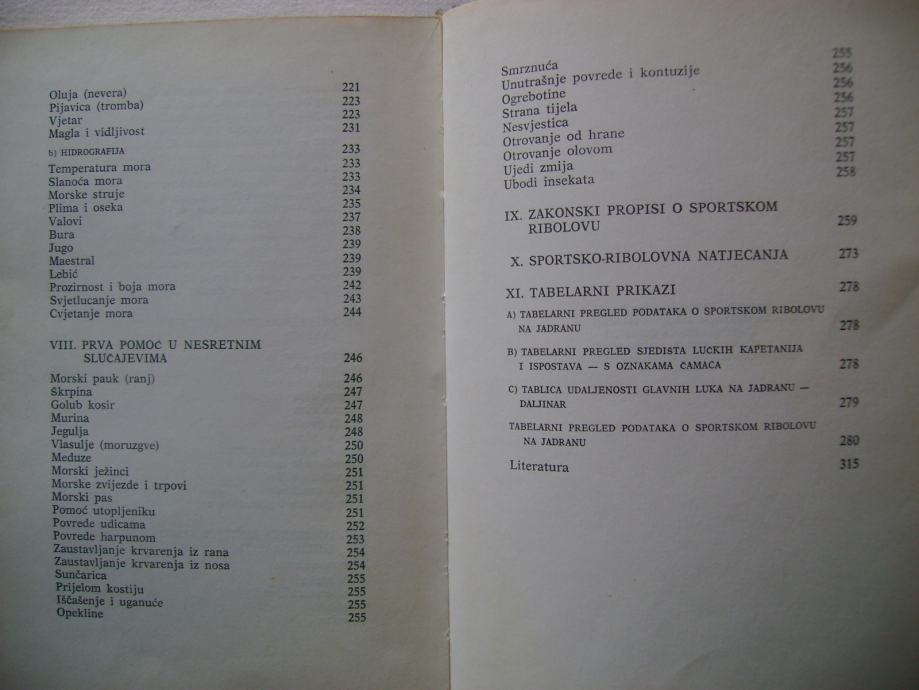 Oluja (nevera) 221
Pijavica (tromba) 223
Vjetar 223
Magla i vidljivost 231
b) HIDROGRAFIJA 233
Temperatura mora 233
Slanoća mora 233
Morske struje 234
Plima i oseka 235
Valovi 237
Bura 238
Jugo 239
Maestral 239
Lebić 239
Prozirnost i boja mora 242
Svjetlucanje mora 243
Cvjetanje mora 244
VIII. PRVA POMOĆ U NESRETNIM
SLUČAJEVIMA 246
Morski pauk (ranj) 246
Škrpina 247
Golub kosir 247
Murina 248
Jegulja 248
Vlasulje (moruzgve) 250
Meduze 250
Morski ježinci 251
Morske zvijezde i trpovi 251
Morski pas 251
Pomoć utopljeniku 251
Povrede udicama 252
Povrede harpunom 253
Zaustavljanje krvarenja iz rana 254
Zaustavljanje krvarenja iz nosa 254
Sunčarica 255
Prijelom kostiju 255
Iščašenje i uganuće 255
Opekline 255
Smrznuća 255
Unutrašnje povrede i kontuzije 256
Ogrebotine 256
Strana tijela 256
Nesvjestica 257
Otrovanje od hrane 257
Otrovanje olovom 257
Ujedi zmija 257
Ubodi insekata 258
IX. ZAKONSKI PROPISI O SPORTSKOM
RIBOLOVU 259
X. SPORTSKO-RIBOLOVNA NATJECANJA 273
XI. TABELARNI PRIKAZI 278
A) TABELARNI PREGLED PODATAKA O SPORTSKOM RIBOLOVU
NA JADRANU 278
B) TABELARNI PREGLED SJEDIŠTA LUČKIH KAPETANIJA
I ISPOSTAVA — S OZNAKAMA ČAMACA 278
C) TABLICA UDALJENOSTI GLAVNIH LUKA NA JADRANU —
DALJINAR 279
TABELARNI PREGLED PODATAKA O SPORTSKOM RIBOLOVU
NA JADRANU 280
Literatura 315